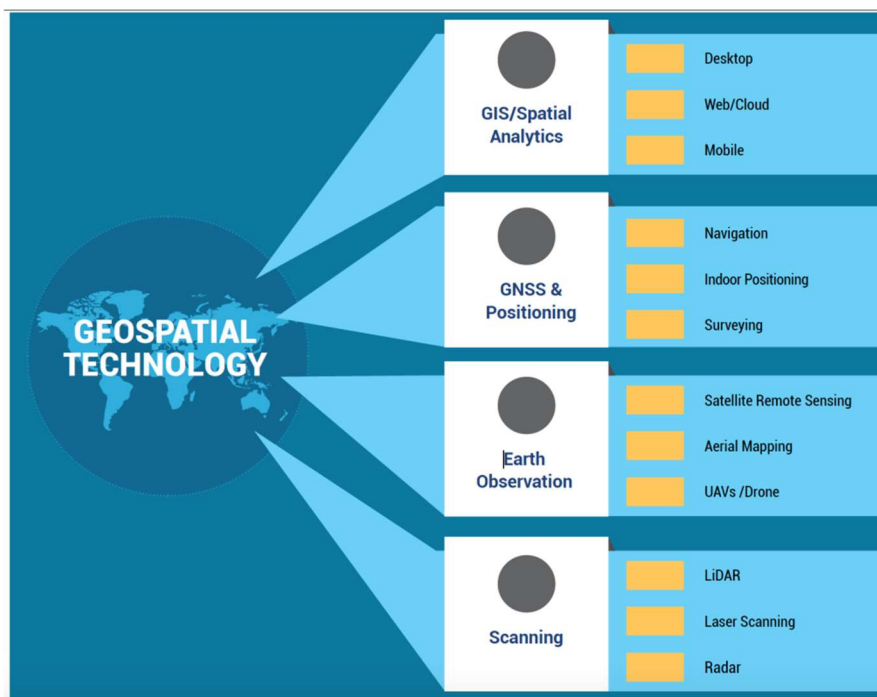 GEOSPATIAL
TECHNOLOGY
GIS/Spatial
Analytics
Desktop
Web/Cloud
Mobile
GNSS &
Positioning
Navigation
Indoor Positioning
Surveying
Earth
Observation
Satellite Remote Sensing
Aerial Mapping
UAVs /Drone
Scanning
LiDAR
Laser Scanning
Radar